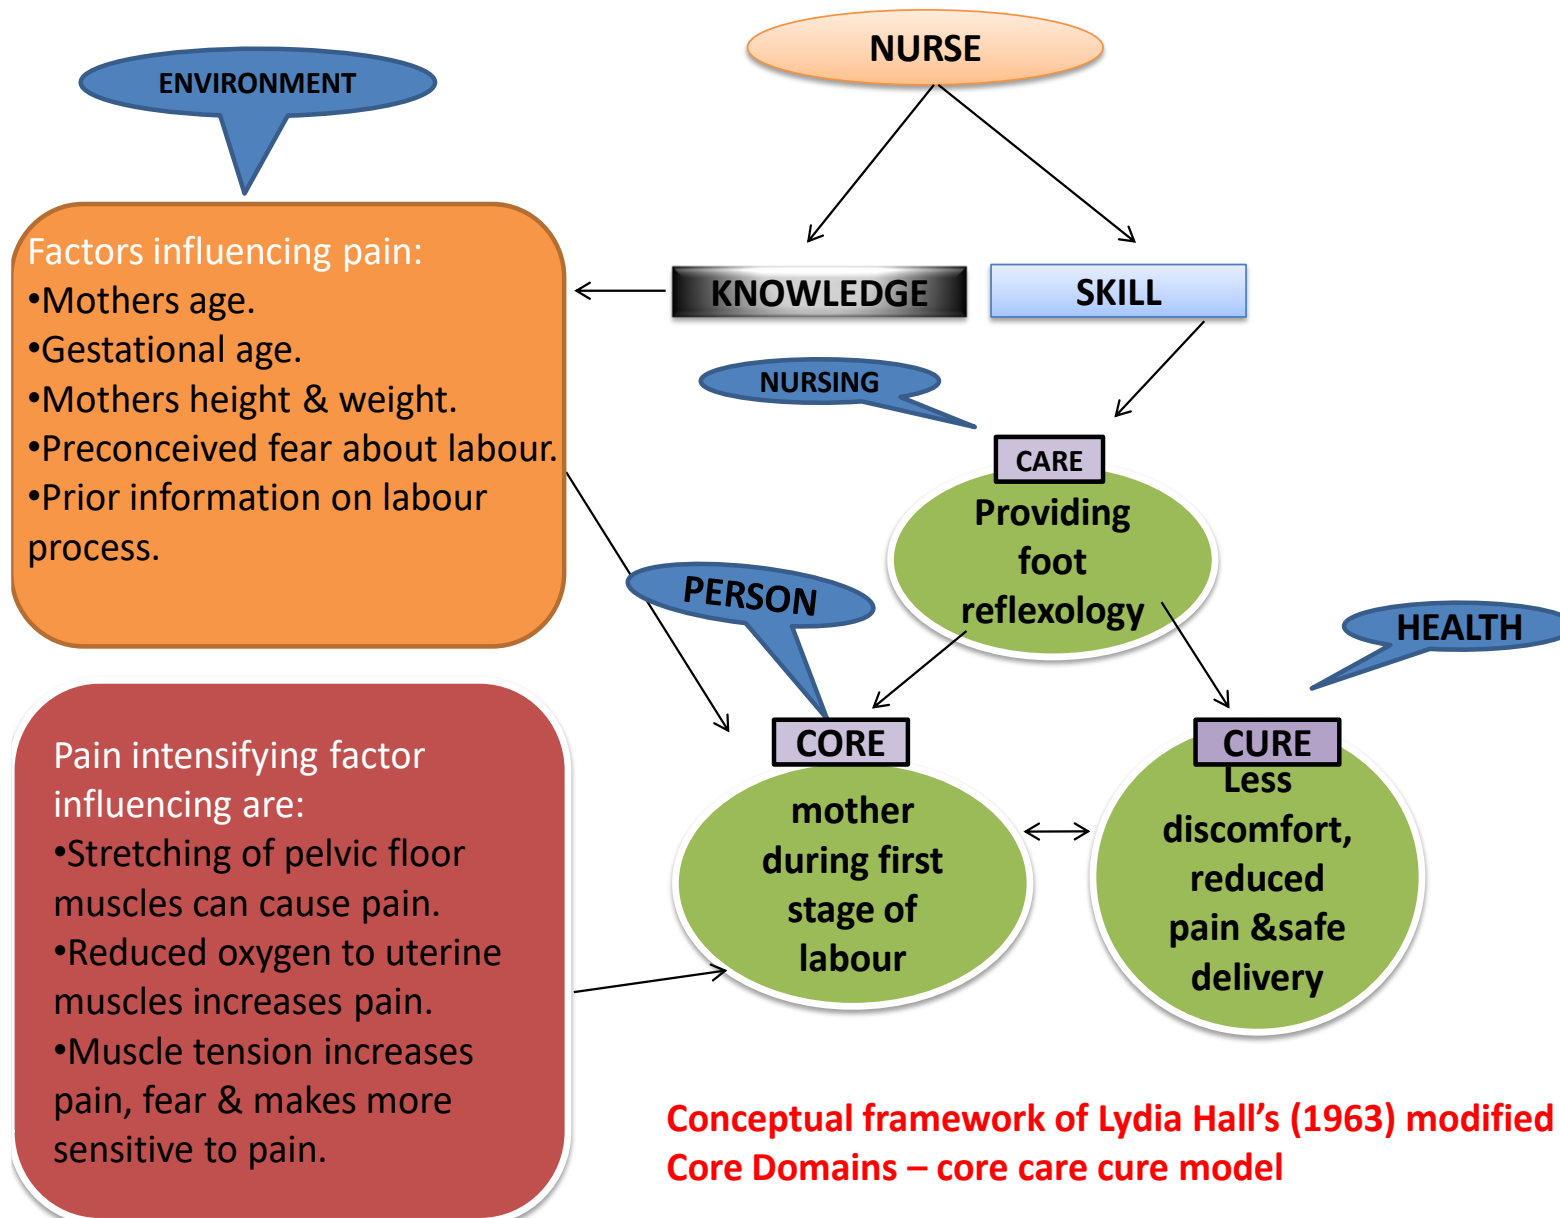 NURSE
ENVIRONMENT
Factors influencing pain:
•Mothers age.
•Gestational age.
•Mothers height & weight.
•Preconceived fear about labour.
•Prior information on labour
process.
KNOWLEDGE
SKILL
NURSING
CARE
Providing
foot
reflexology
PERSON
HEALTH
CORE
mother
during first
stage of
labour
CURE
Less
discomfort,
reduced
pain &safe
delivery
Pain intensifying factor
influencing are:
•Stretching of pelvic floor
muscles can cause pain.
•Reduced oxygen to uterine
muscles increases pain.
•Muscle tension increases
pain, fear & makes more
sensitive to pain.
Conceptual framework of Lydia Hall’s (1963) modified
Core Domains – core care cure model